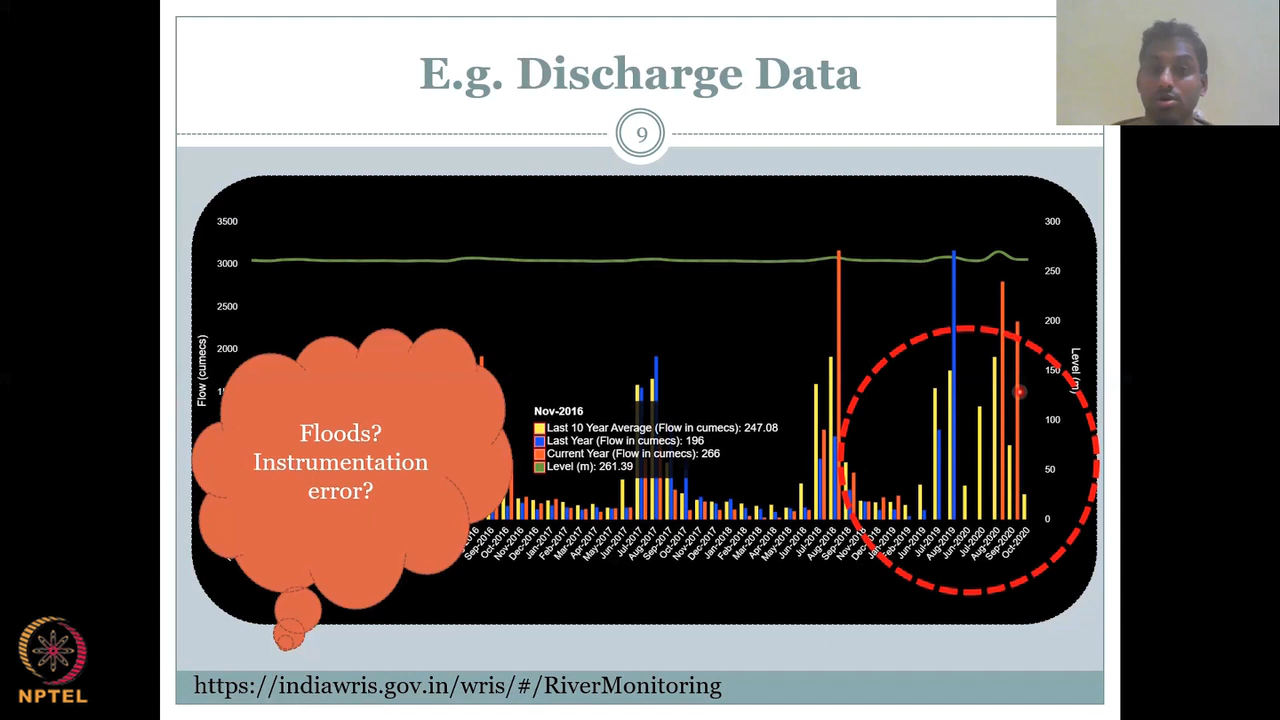 E.g. Discharge Data
9
3500
3000
2500
2000
Flow (cumecs)
300
250
200
150
100
50
0
Level (m)
Floods?
Instrumentation
error?
Nov-2016
Last 10 Year Average (Flow in cumecs): 247.08
Last Year (Flow in cumecs): 196
Current Year (Flow in cumecs): 266
Level (m): 261.39
Sep-2016
Oct-2016
Nov-2016
Dec-2016
Jan-2017
Feb-2017
Mar-2017
Apr-2017
May-2017
Jun-2017
Jul-2017
Aug-2017
Sep-2017
Oct-2017
Nov-2017
Dec-2017
Jan-2018
Feb-2018
Mar-2018
Apr-2018
May-2018
Jun-2018
Jul-2018
Aug-2018
Sep-2018
Nov-2018
Dec-2018
Jan-2019
Feb-2019
Jun-2019
Jul-2019
Aug-2019
Jun-2020
Jul-2020
Aug-2020
Sep-2020
Oct-2020
https://indiawris.gov.in/wris/#/RiverMonitoring
NPTEL